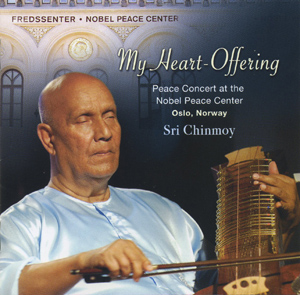 FREDSSENTER • NOBEL PEACE CENTER
My Heart-Offering
Peace Concert at the
Nobel Peace Center
Oslo, Norway
Sri Chinmoy